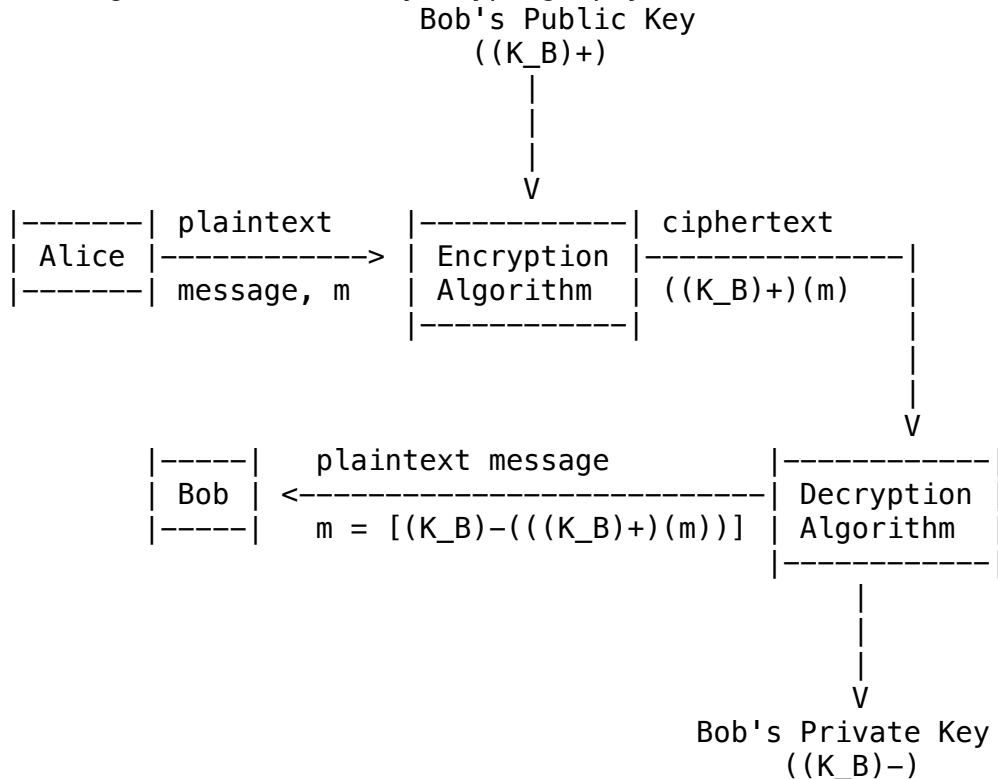 Bob's Public Key
((K_B)+)
|
|
|
V
|-------| plaintext |------------| ciphertext
| Alice |------------> | Encryption |---------------|
|-------| message, m | Algorithm | ((K_B)+)(m) |
|------------| |
|
|
V
|-----| plaintext message |------------|
| Bob | <---------------------------| Decryption |
|-----| m = [(K_B)-(((K_B)+)(m))] | Algorithm |
|------------|
|
|
|
V
Bob's Private Key
((K_B)-)